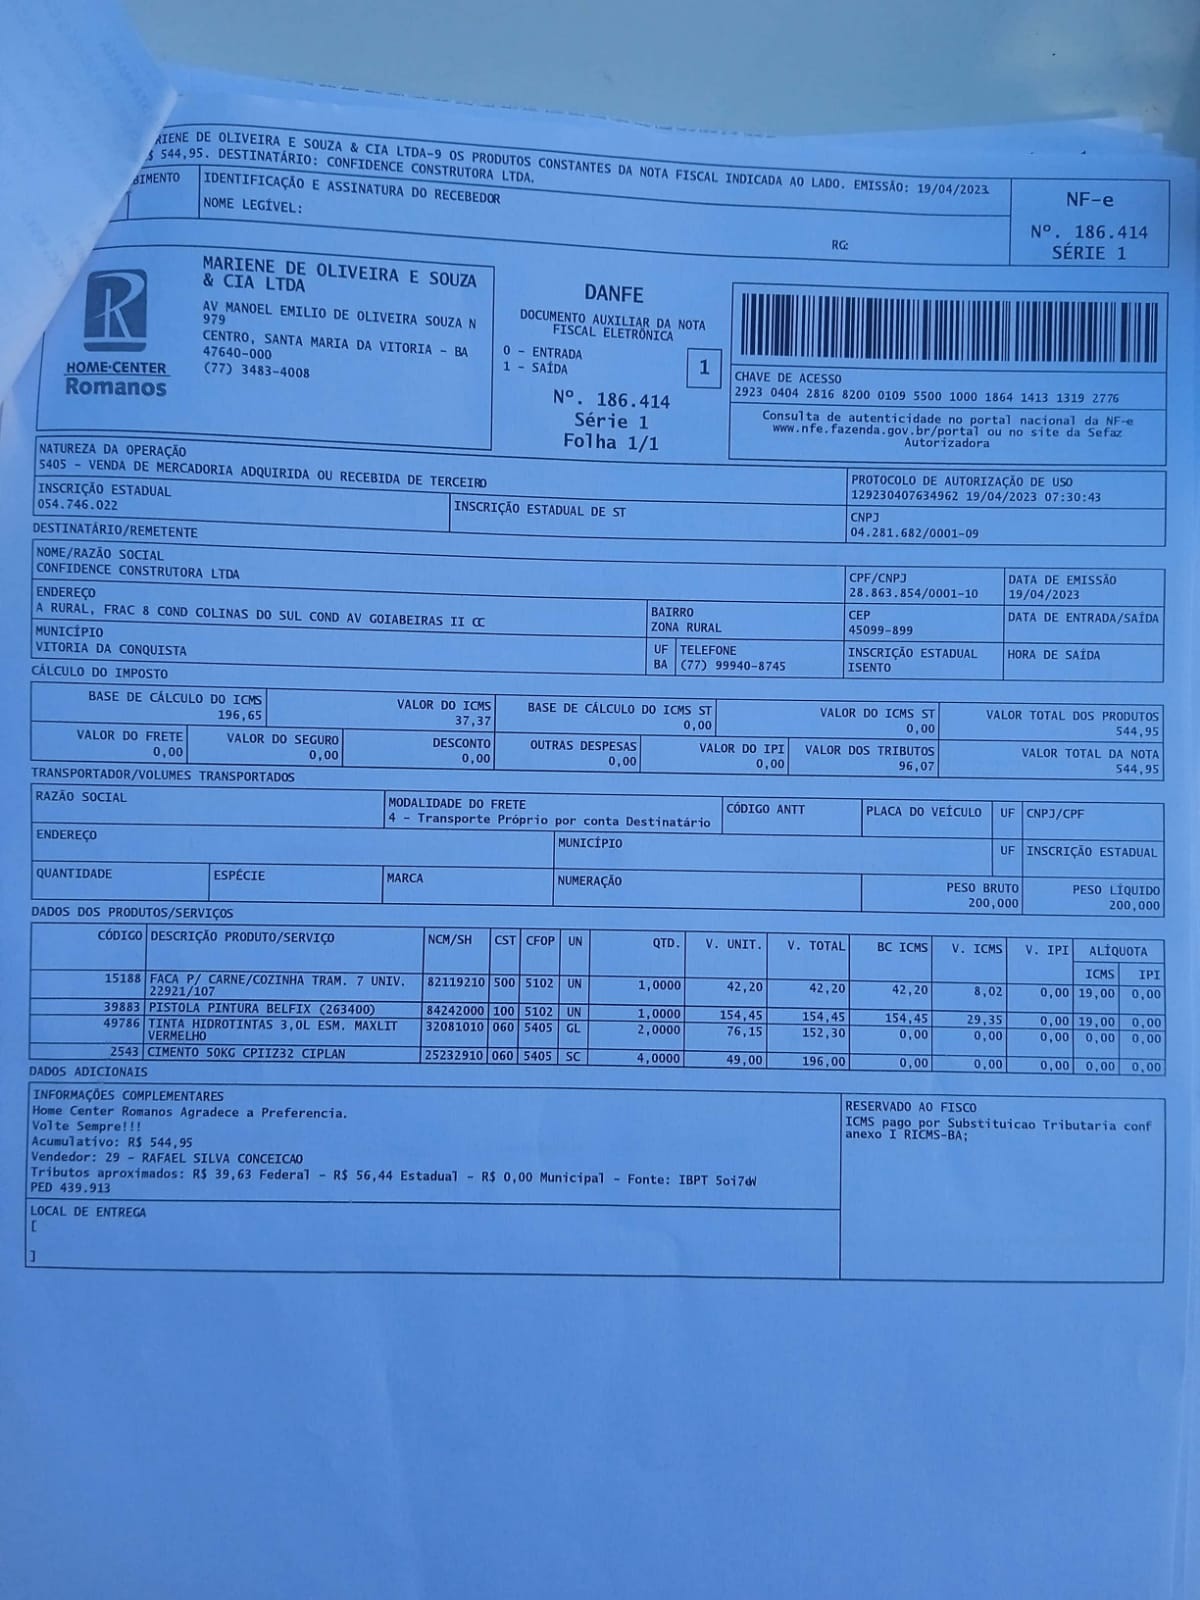 RIENE DE OLIVEIRA E SOUZA & CIA LTDA-9 OS PRODUTOS CONSTANTES DA NOTA FISCAL INDICADA AO LADO. EMISSÃO: 19/04/2023
$ 544,95. DESTINATÁRIO: CONFIDENCE CONSTRUTORA LTDA.
BIMENTO
IDENTIFICAÇÃO E ASSINATURA DO RECEBEDOR
NOME LEGÍVEL:
RG:
NF-e
Nº. 186.414
SÉRIE 1
R
HOME-CENTER
Romanos
MARIENE DE OLIVEIRA E SOUZA
& CIA LTDA
AV MANOEL EMILIO DE OLIVEIRA SOUZA N
979
CENTRO, SANTA MARIA DA VITORIA - BA
47640-000
(77) 3483-4008
DANFE
DOCUMENTO AUXILIAR DA NOTA
FISCAL ELETRÔNICA
0 - ENTRADA
1 - SAÍDA
1
Nº. 186.414
Série 1
Folha 1/1
CHAVE DE ACESSO
2923 0404 2816 8200 0109 5500 1000 1864 1413 1319 2776
Consulta de autenticidade no portal nacional da NF-e
www.nfe.fazenda.gov.br/portal ou no site da Sefaz
Autorizadora
NATUREZA DA OPERAÇÃO
5405 - VENDA DE MERCADORIA ADQUIRIDA OU RECEBIDA DE TERCEIRO
PROTOCOLO DE AUTORIZAÇÃO DE USO
129230407634962 19/04/2023 07:30:43
INSCRIÇÃO ESTADUAL
054.746.022
INSCRIÇÃO ESTADUAL DE ST
CNPJ
04.281.682/0001-09
DESTINATÁRIO/REMETENTE
NOME/RAZÃO SOCIAL
CONFIDENCE CONSTRUTORA LTDA
CPF/CNPJ
28.863.854/0001-10
DATA DE EMISSÃO
19/04/2023
ENDEREÇO
A RURAL, FRAC 8 COND COLINAS DO SUL COND AV GOIABEIRAS II CC
BAIRRO
ZONA RURAL
CEP
45099-899
DATA DE ENTRADA/SAÍDA
MUNICÍPIO
VITORIA DA CONQUISTA
UF
BA
TELEFONE
(77) 99940-8745
INSCRIÇÃO ESTADUAL
ISENTO
HORA DE SAÍDA
CÁLCULO DO IMPOSTO
BASE DE CÁLCULO DO ICMS
196,65
VALOR DO ICMS
37,37
BASE DE CÁLCULO DO ICMS ST
0,00
VALOR DO ICMS ST
0,00
VALOR TOTAL DOS PRODUTOS
544,95
VALOR DO FRETE
0,00
VALOR DO SEGURO
0,00
DESCONTO
0,00
OUTRAS DESPESAS
0,00
VALOR DO IPI
0,00
VALOR DOS TRIBUTOS
96,07
VALOR TOTAL DA NOTA
544,95
TRANSPORTADOR/VOLUMES TRANSPORTADOS
RAZÃO SOCIAL
MODALIDADE DO FRETE
4 - Transporte Próprio por conta Destinatário
CÓDIGO ANTT
PLACA DO VEÍCULO
UF
CNPJ/CPF
ENDEREÇO
MUNICÍPIO
UF
INSCRIÇÃO ESTADUAL
QUANTIDADE
ESPÉCIE
MARCA
NUMERAÇÃO
PESO BRUTO
200,000
PESO LÍQUIDO
200,000
DADOS DOS PRODUTOS/SERVIÇOS
CÓDIGO DESCRIÇÃO PRODUTO/SERVIÇO NCM/SH CST CFOP UN QTD. V. UNIT. V. TOTAL BC ICMS V. ICMS V. IPI ALÍQUOTA
ICMS IPI
15188 FACA P/ CARNE/COZINHA TRAM. 7 UNIV. 82119210 500 5102 UN 1,0000 42,20 42,20 42,20 8,02 0,00 19,00 0,00
22921/107
39883 PISTOLA PINTURA BELFIX (263400) 84242000 100 5102 UN 1,0000 154,45 154,45 154,45 29,35 0,00 19,00 0,00
49786 TINTA HIDROTINTAS 3,0L ESM. MAXLIT 32081010 060 5405 GL 2,0000 76,15 152,30 0,00 0,00 0,00 0,00 0,00
VERMELHO
2543 CIMENTO 50KG CPIIZ32 CIPLAN 25232910 060 5405 SC 4,0000 49,00 196,00 0,00 0,00 0,00 0,00 0,00
DADOS ADICIONAIS
INFORMAÇÕES COMPLEMENTARES
Home Center Romanos Agradece a Preferencia.
Volte Sempre!!!
Acumulativo: R$ 544,95
Vendedor: 29 - RAFAEL SILVA CONCEICAO
Tributos aproximados: R$ 39,63 Federal - R$ 56,44 Estadual - R$ 0,00 Municipal - Fonte: IBPT 5oi7dW
PED 439.913
RESERVADO AO FISCO
ICMS pago por Substituicao Tributaria conf
anexo I RICMS-BA;
LOCAL DE ENTREGA
[
]